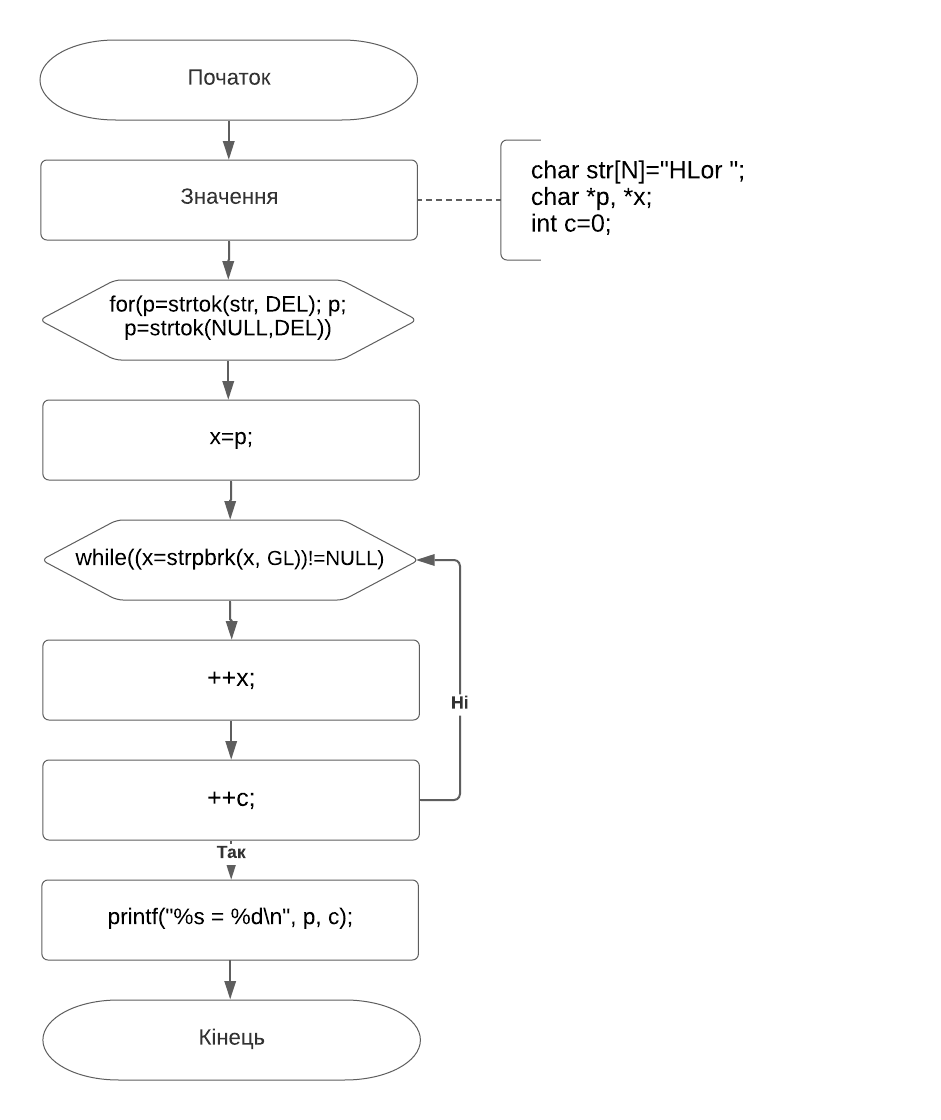 Початок
Значення
char str[N]="HLor ";
char *p, *x;
int c=0;
for(p=strtok(str, DEL); p;
p=strtok(NULL,DEL))
x=p;
while((x=strpbrk(x, GL))!=NULL)
++x;
Ні
++c;
Так
printf("%s = %d\n", p, c);
Кінець